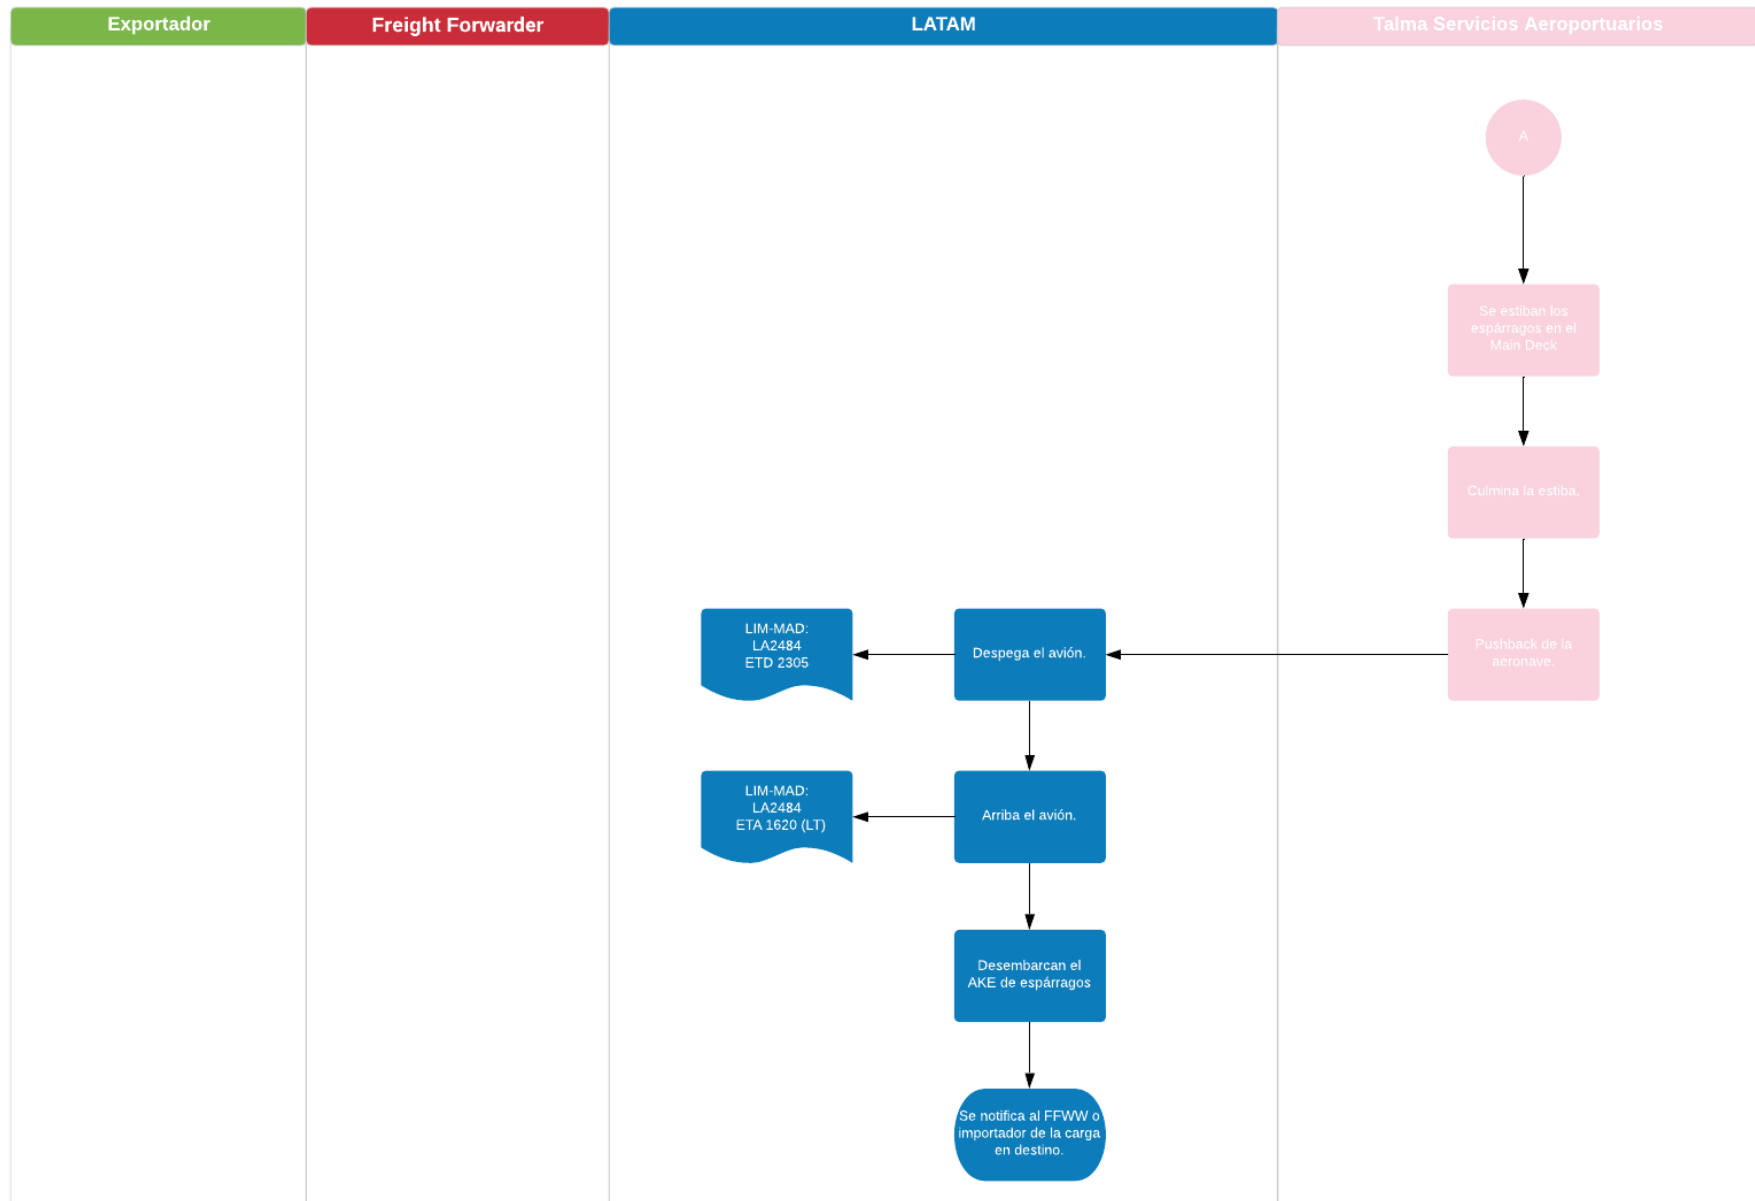 Exportador
Freight Forwarder
LATAM
Talma Servicios Aeroportuarios
A
Se estiban los
espárragos en el
Main Deck
Culmina la estiba.
Pushback de la
aeronave.
Despega el avión.
LIM-MAD:
LA2484
ETD 2305
Arriba el avión.
LIM-MAD:
LA2484
ETA 1620 (LT)
Desembarcan el
AKE de espárragos
Se notifica al FFWW o
importador de la carga
en destino.